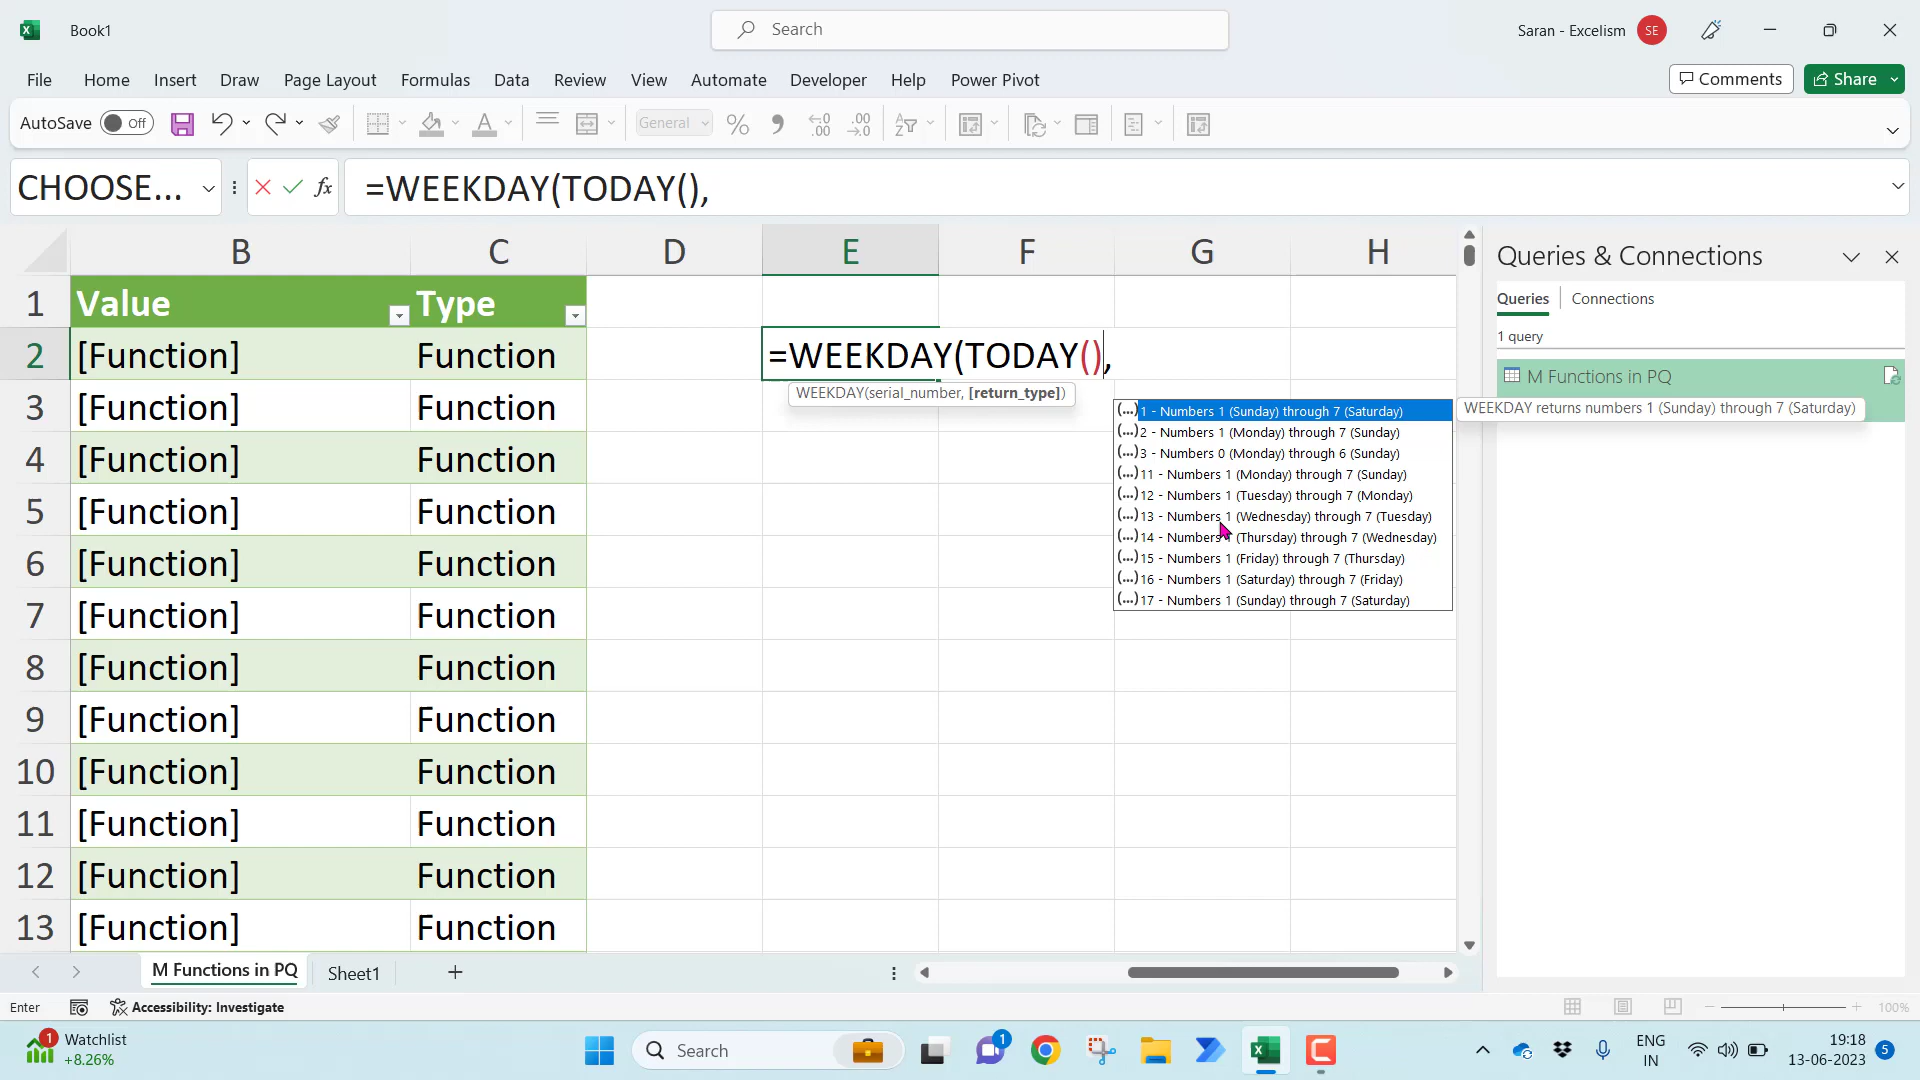 Book1
Search
Saran - Excelism
SE
File Home Insert Draw Page Layout Formulas Data Review View Automate Developer Help Power Pivot
Comments
Share
AutoSave Off
General
CHOOSE...
fx
=WEEKDAY(TODAY(),
B C D E F G H
1 Value Type
2 [Function] Function =WEEKDAY(TODAY(),
WEEKDAY(serial_number, [return_type])
3 [Function] Function
(...) 1 - Numbers 1 (Sunday) through 7 (Saturday)
WEEKDAY returns numbers 1 (Sunday) through 7 (Saturday)
(...) 2 - Numbers 1 (Monday) through 7 (Sunday)
(...) 3 - Numbers 0 (Monday) through 6 (Sunday)
(...) 11 - Numbers 1 (Monday) through 7 (Sunday)
(...) 12 - Numbers 1 (Tuesday) through 7 (Monday)
(...) 13 - Numbers 1 (Wednesday) through 7 (Tuesday)
(...) 14 - Numbers 1 (Thursday) through 7 (Wednesday)
(...) 15 - Numbers 1 (Friday) through 7 (Thursday)
(...) 16 - Numbers 1 (Saturday) through 7 (Friday)
(...) 17 - Numbers 1 (Sunday) through 7 (Saturday)
4 [Function] Function
5 [Function] Function
6 [Function] Function
7 [Function] Function
8 [Function] Function
9 [Function] Function
10 [Function] Function
11 [Function] Function
12 [Function] Function
13 [Function] Function
Queries & Connections
Queries Connections
1 query
M Functions in PQ
M Functions in PQ Sheet1
Enter
Accessibility: Investigate
100%
1
Watchlist
+8.26%
Search
1
ENG
IN
19:18
13-06-2023
5